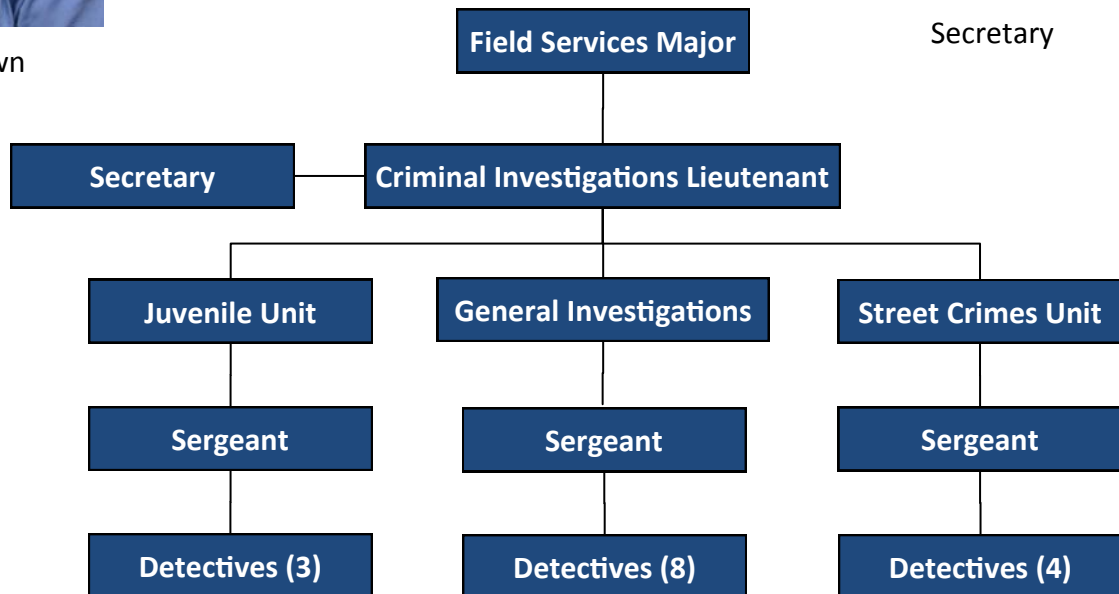 Field Services Major
Secretary
Secretary
Criminal Investigations Lieutenant
Juvenile Unit
General Investigations
Street Crimes Unit
Sergeant
Sergeant
Sergeant
Detectives (3)
Detectives (8)
Detectives (4)